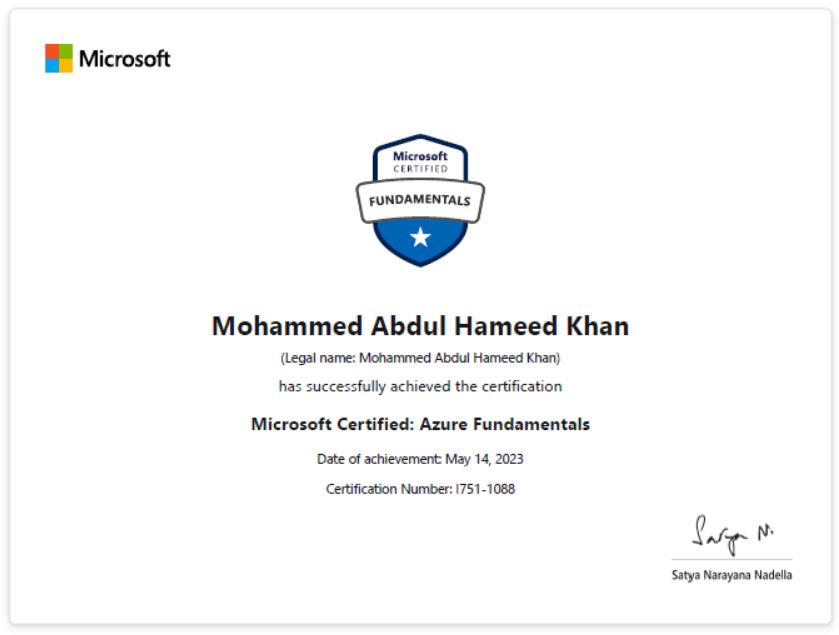 Microsoft
Microsoft
CERTIFIED
FUNDAMENTALS
Mohammed Abdul Hameed Khan
(Legal name: Mohammed Abdul Hameed Khan)
has successfully achieved the certification
Microsoft Certified: Azure Fundamentals
Date of achievement: May 14, 2023
Certification Number: I751-1088
Satya N.
Satya Narayana Nadella